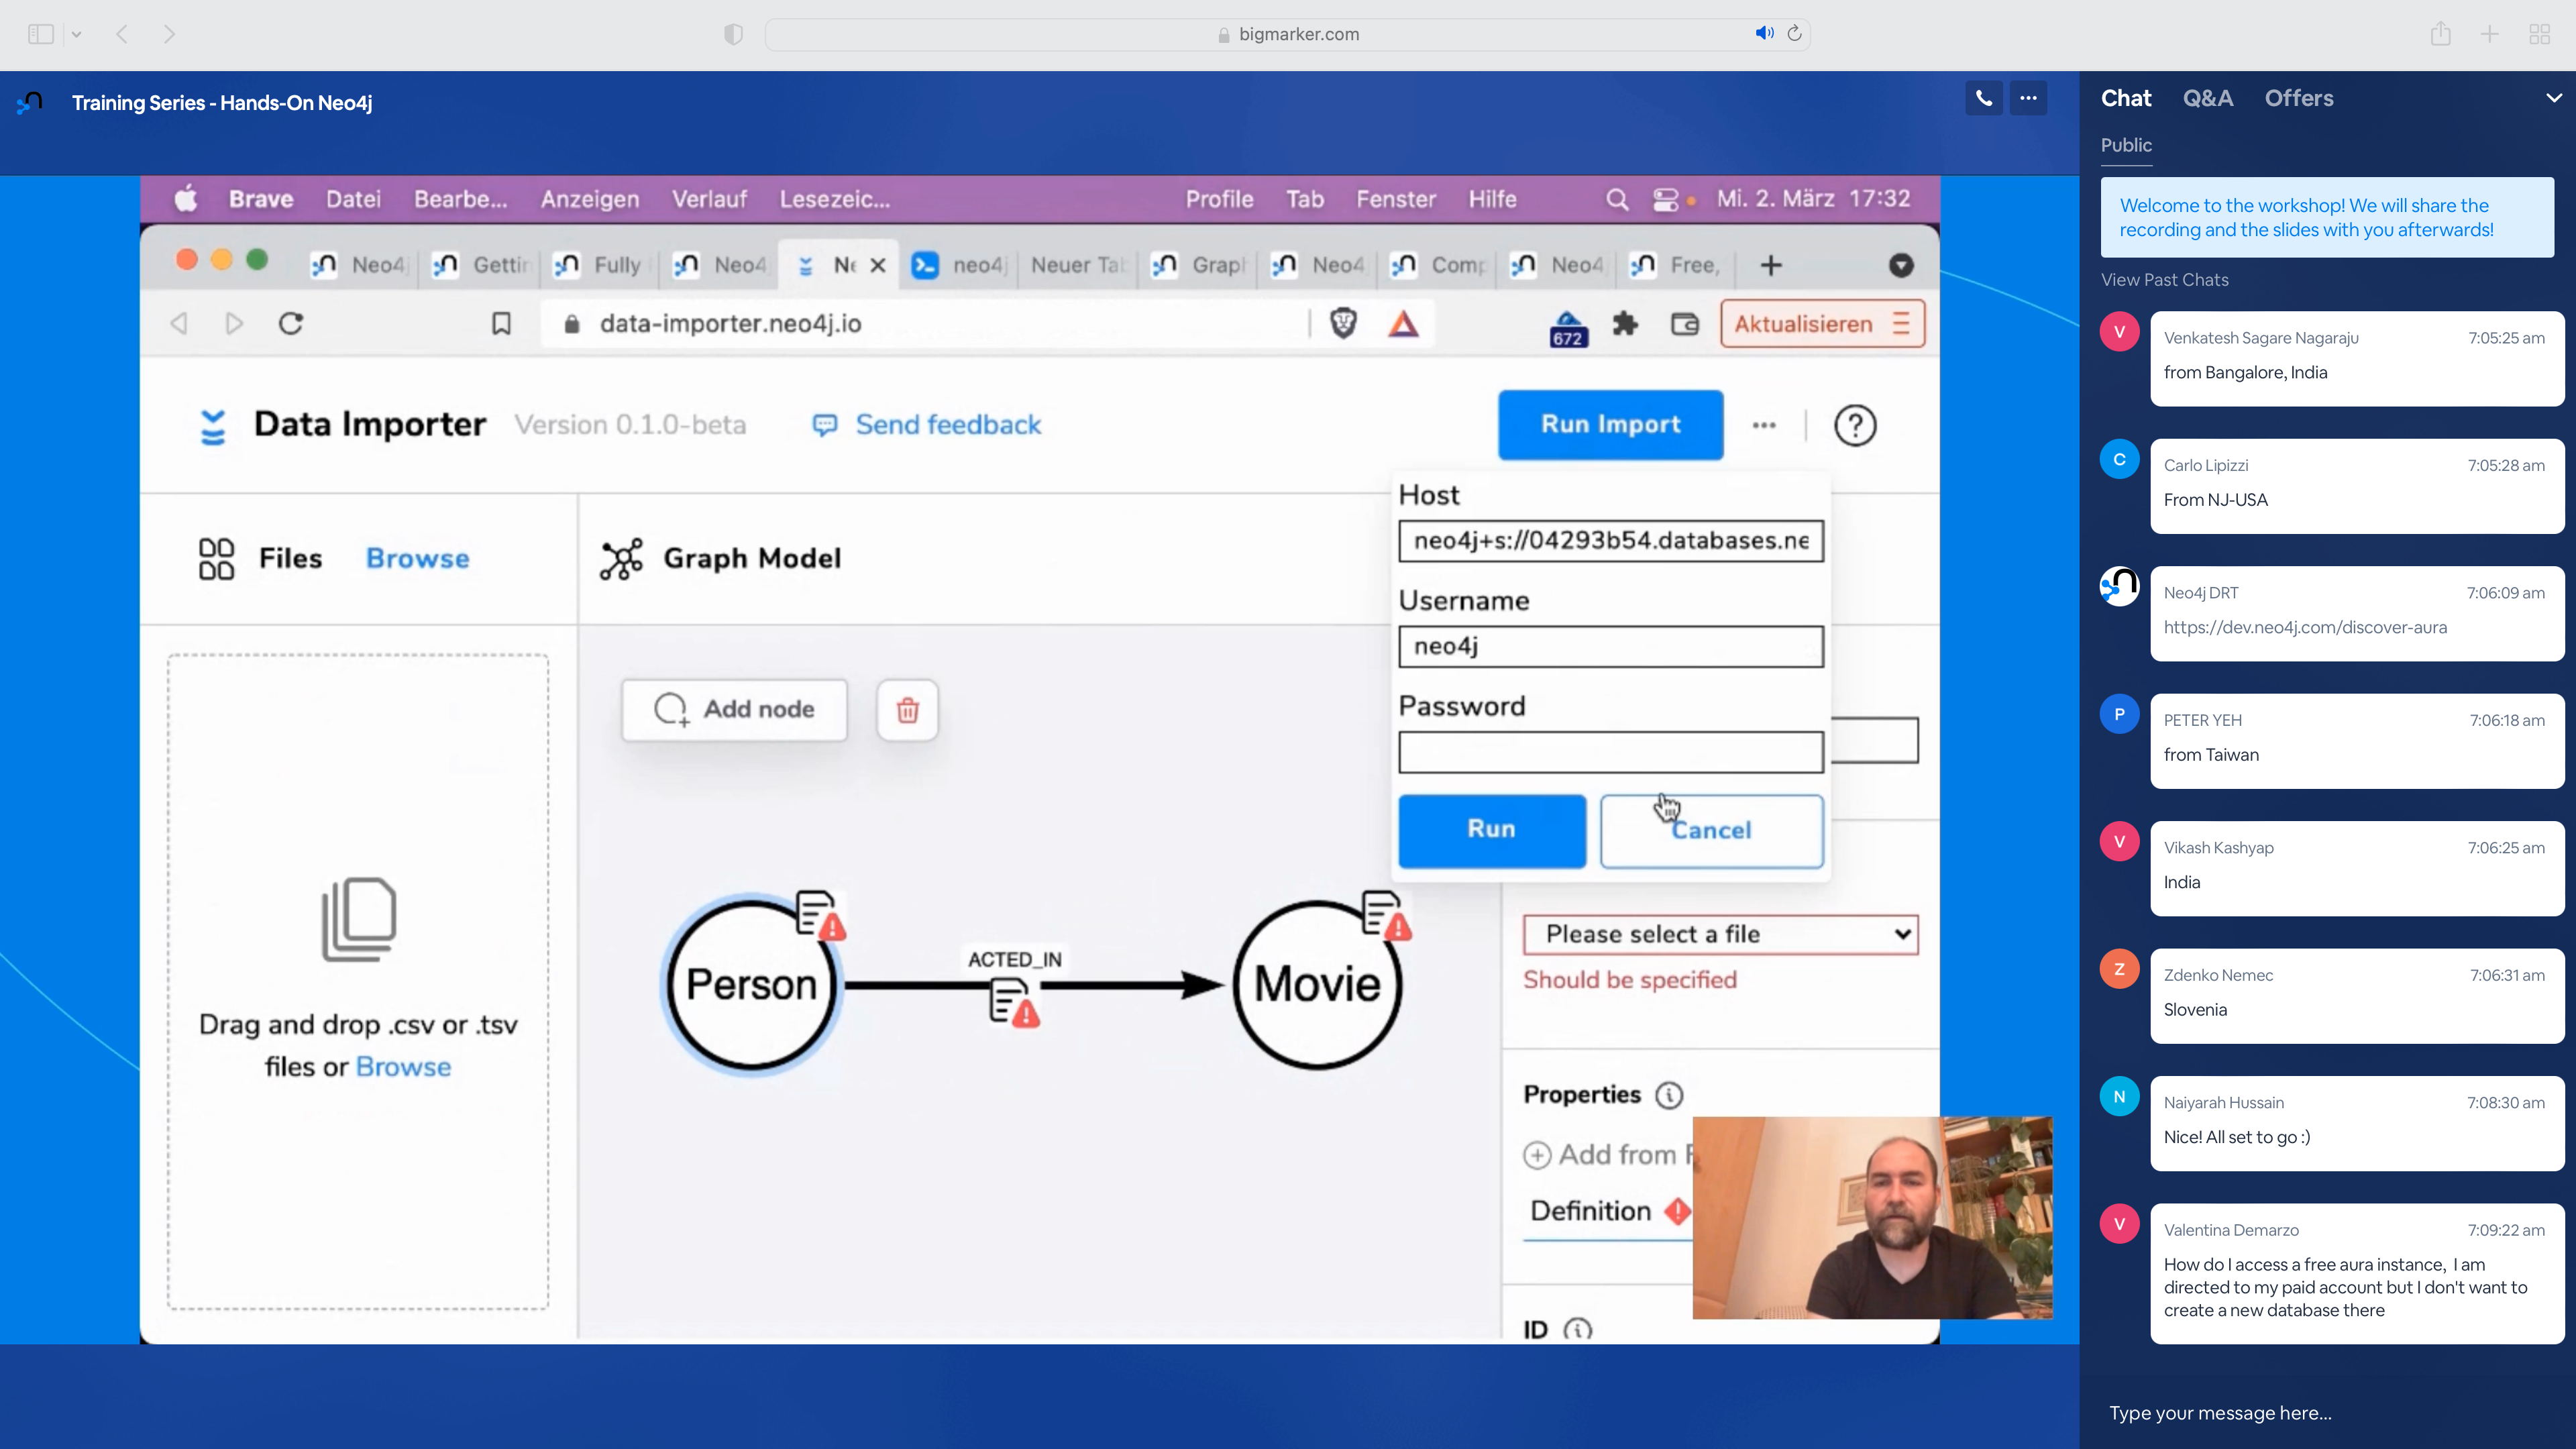 bigmarker.com
Training Series - Hands-On Neo4j
Brave Datei Bearbe... Anzeigen Verlauf Lesezeic... Profile Tab Fenster Hilfe Mi. 2. März 17:32
Neo4j Gettin Fully Neo4 Ne neo4j Neuer Tab Graph Neo4 Comp Neo4 Free,
data-importer.neo4j.io
672
Aktualisieren
Data Importer Version 0.1.0-beta Send feedback Run Import
Files Browse Graph Model
Host
neo4j+s://04293b54.databases.ne
Username
neo4j
Password
Run Cancel
Add node
Person
ACTED_IN
Movie
Drag and drop .csv or .tsv
files or Browse
Please select a file
Should be specified
Properties
Add from F
Definition
ID
Chat Q&A Offers
Public
Welcome to the workshop! We will share the
recording and the slides with you afterwards!
View Past Chats
V
Venkatesh Sagare Nagaraju 7:05:25 am
from Bangalore, India
C
Carlo Lipizzi 7:05:28 am
From NJ-USA
Neo4j DRT 7:06:09 am
https://dev.neo4j.com/discover-aura
P
PETER YEH 7:06:18 am
from Taiwan
V
Vikash Kashyap 7:06:25 am
India
Z
Zdenko Nemec 7:06:31 am
Slovenia
N
Naiyarah Hussain 7:08:30 am
Nice! All set to go :)
V
Valentina Demarzo 7:09:22 am
How do I access a free aura instance, I am
directed to my paid account but I don't want to
create a new database there
Type your message here...